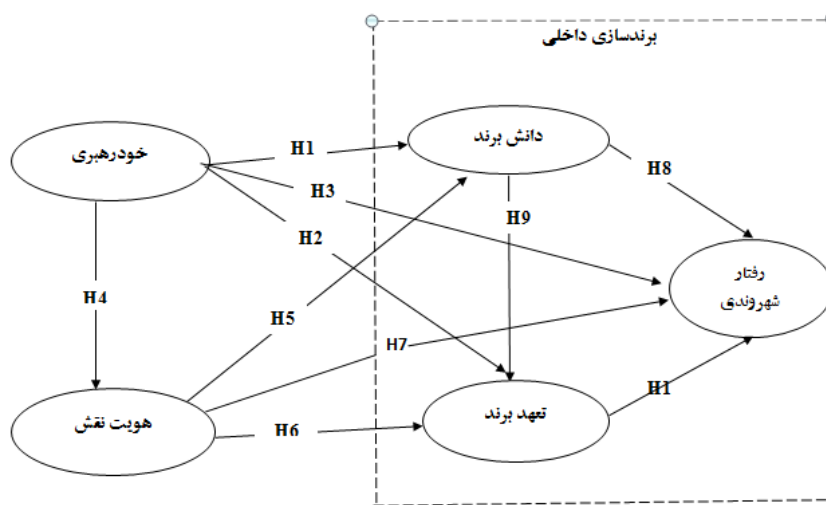 برندسازی داخلی
دانش برند
خودرهبری
H1
H8
H3
H9
H2
رفتار
شهروندی
H4
H5
H7
H1
تعهد برند
هویت نقش
H6